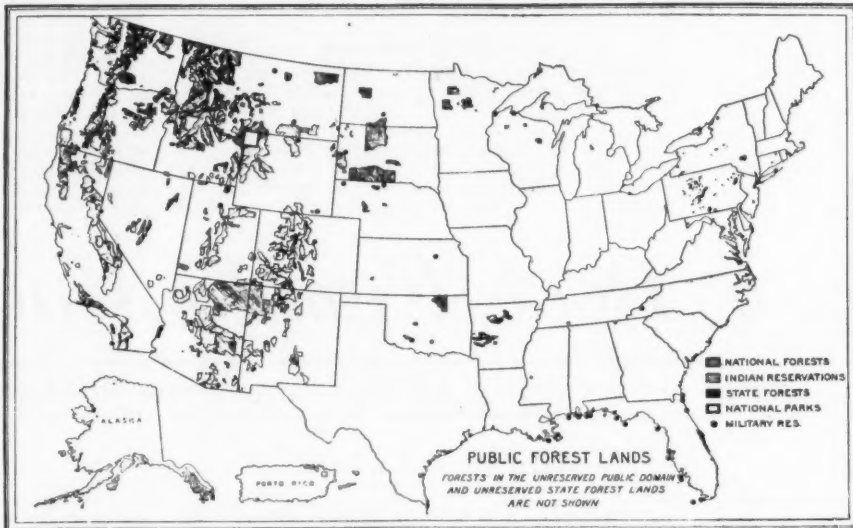 NATIONAL FORESTS
INDIAN RESERVATIONS
STATE FORESTS
NATIONAL PARKS
MILITARY RES.
ALASKA
PORTO RICO
PUBLIC FOREST LANDS
FORESTS IN THE UNRESERVED PUBLIC DOMAIN
AND UNRESERVED STATE FOREST LANDS
ARE NOT SHOWN